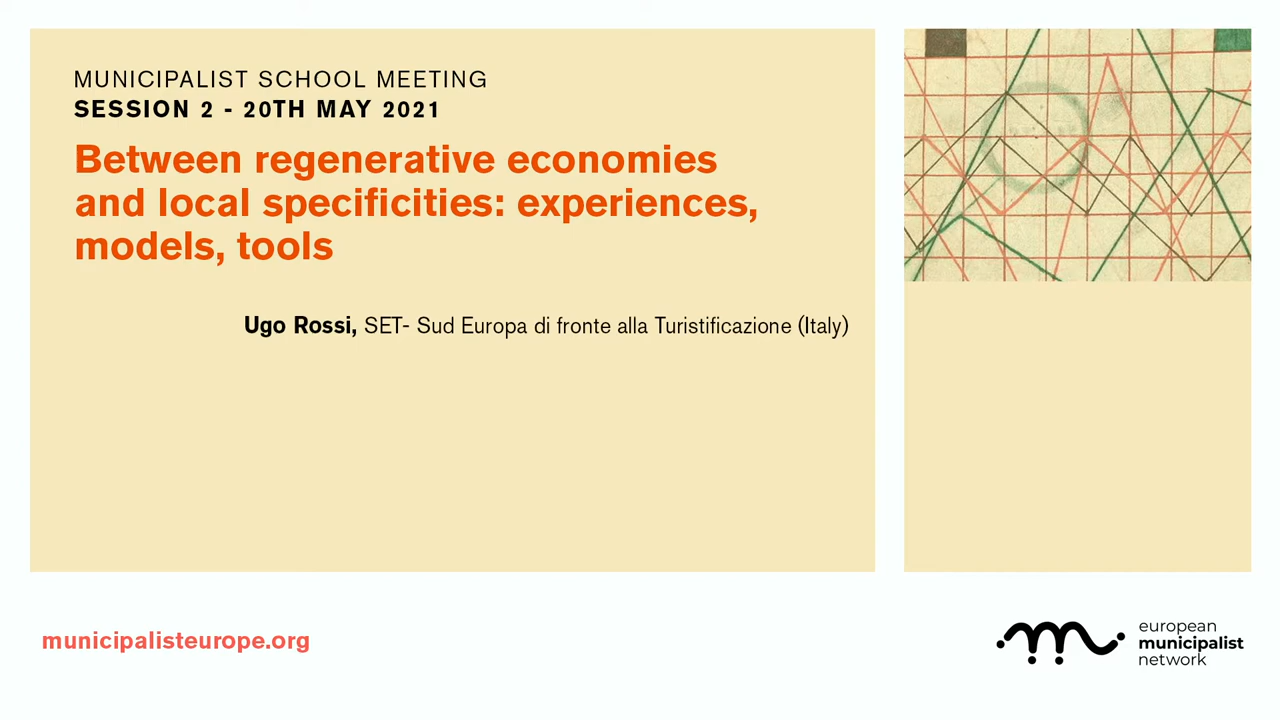 MUNICIPALIST SCHOOL MEETING
SESSION 2 - 20TH MAY 2021
Between regenerative economies
and local specificities: experiences,
models, tools
Ugo Rossi, SET- Sud Europa di fronte alla Turistificazione (Italy)
municipalisteurope.org
european
municipalist
network